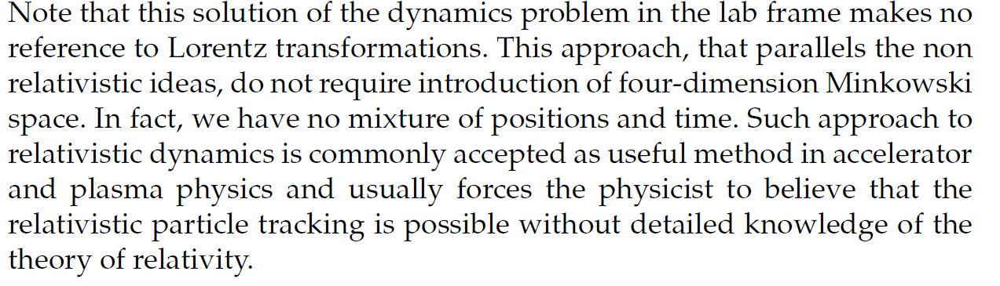 Note that this solution of the dynamics problem in the lab frame makes no
reference to Lorentz transformations. This approach, that parallels the non
relativistic ideas, do not require introduction of four-dimension Minkowski
space. In fact, we have no mixture of positions and time. Such approach to
relativistic dynamics is commonly accepted as useful method in accelerator
and plasma physics and usually forces the physicist to believe that the
relativistic particle tracking is possible without detailed knowledge of the
theory of relativity.